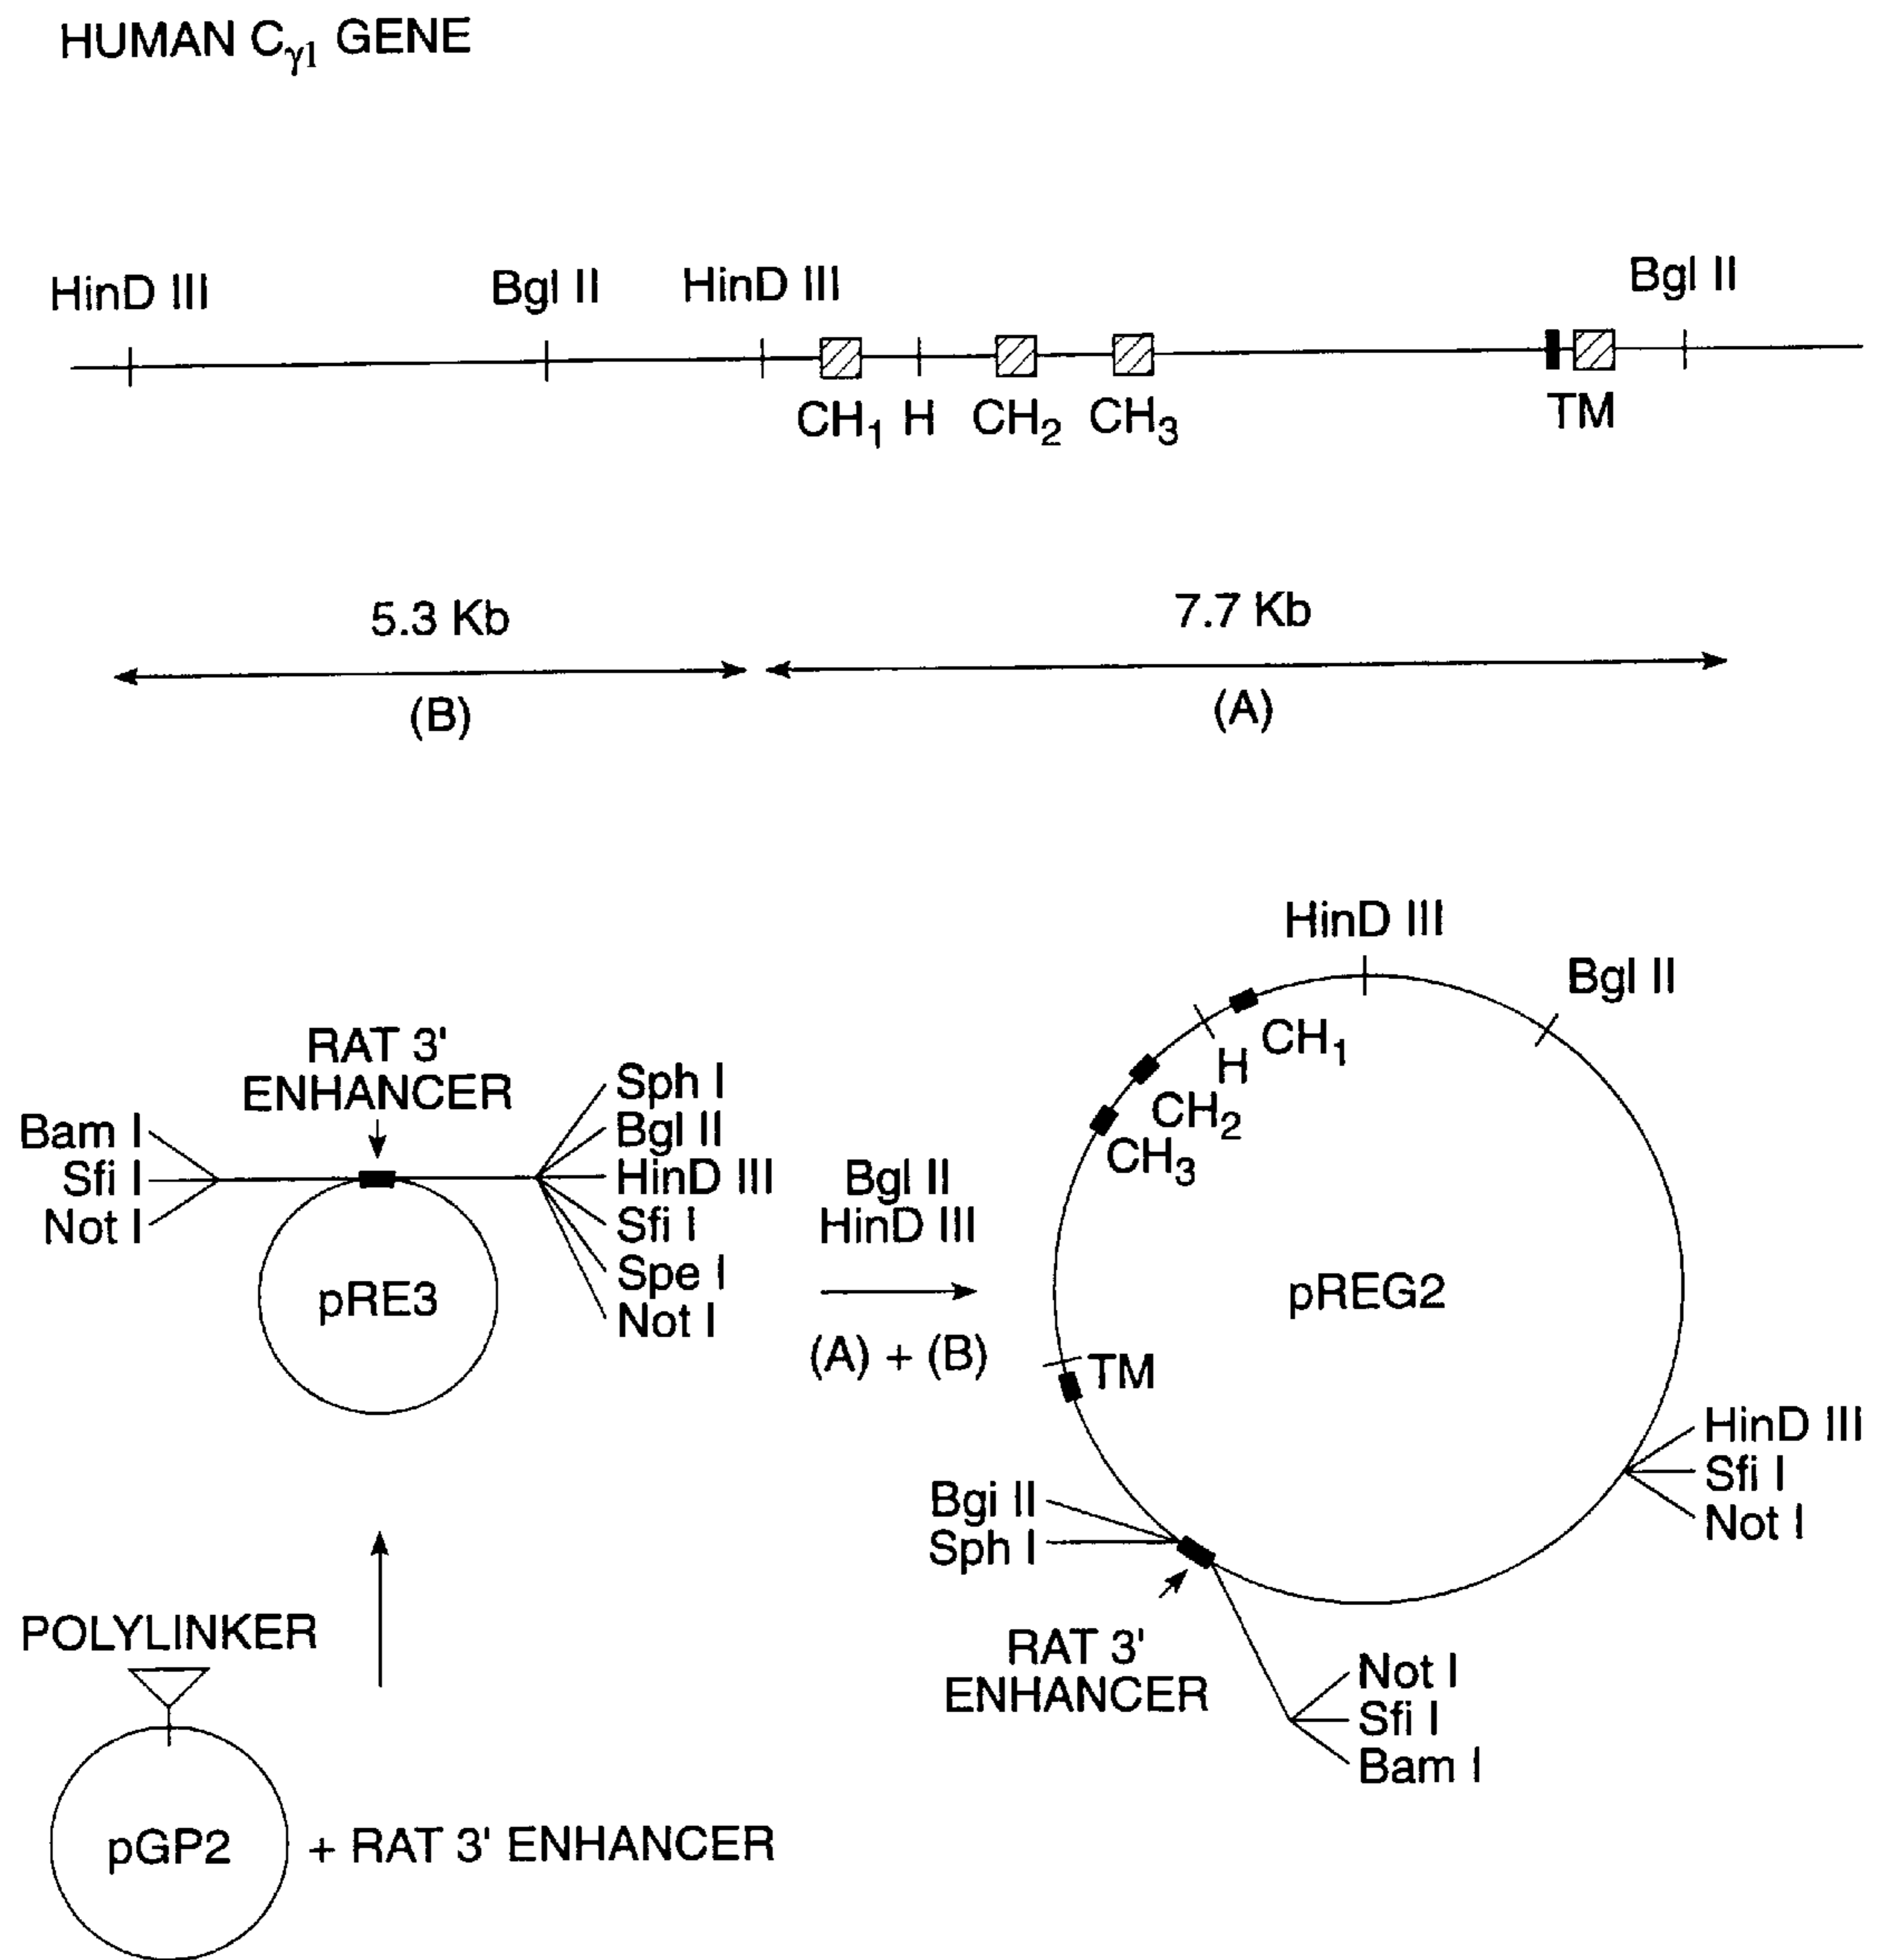 HUMAN Cγ1 GENE
HinD III
Bgl II
HinD III
Bgl II
CH1
H
CH2
CH3
TM
5.3 Kb
7.7 Kb
(B)
(A)
RAT 3'
ENHANCER
Bam I
Sfi I
Not I
Sph I
Bgl II
HinD III
Sfi I
Spe I
Not I
pRE3
Bgl II
HinD III
(A) + (B)
HinD III
Bgl II
CH1
H
CH2
CH3
pREG2
TM
HinD III
Sfi I
Not I
Bgi II
Sph I
RAT 3'
ENHANCER
Not I
Sfi I
Bam I
POLYLINKER
pGP2
+ RAT 3' ENHANCER